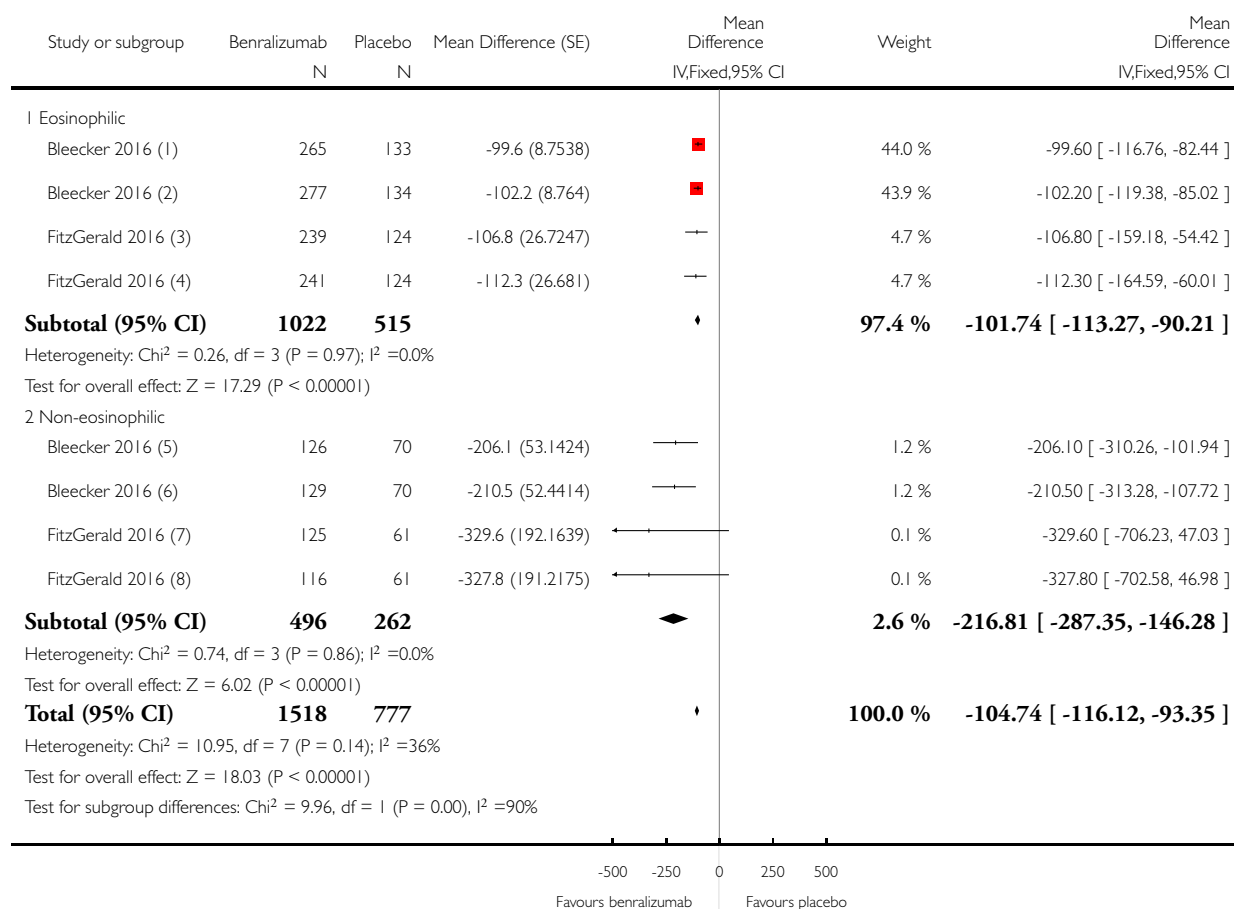 Study or subgroup Benralizumab Placebo Mean Difference (SE) Mean Difference Weight Mean Difference
N N IV,Fixed,95% CI IV,Fixed,95% CI
1 Eosinophilic
Bleecker 2016 (1) 265 133 -99.6 (8.7538) 44.0 % -99.60 [ -116.76, -82.44 ]
Bleecker 2016 (2) 277 134 -102.2 (8.764) 43.9 % -102.20 [ -119.38, -85.02 ]
FitzGerald 2016 (3) 239 124 -106.8 (26.7247) 4.7 % -106.80 [ -159.18, -54.42 ]
FitzGerald 2016 (4) 241 124 -112.3 (26.681) 4.7 % -112.30 [ -164.59, -60.01 ]
Subtotal (95% CI) 1022 515 97.4 % -101.74 [ -113.27, -90.21 ]
Heterogeneity: Chi² = 0.26, df = 3 (P = 0.97); I² =0.0%
Test for overall effect: Z = 17.29 (P < 0.00001)
2 Non-eosinophilic
Bleecker 2016 (5) 126 70 -206.1 (53.1424) 1.2 % -206.10 [ -310.26, -101.94 ]
Bleecker 2016 (6) 129 70 -210.5 (52.4414) 1.2 % -210.50 [ -313.28, -107.72 ]
FitzGerald 2016 (7) 125 61 -329.6 (192.1639) 0.1 % -329.60 [ -706.23, 47.03 ]
FitzGerald 2016 (8) 116 61 -327.8 (191.2175) 0.1 % -327.80 [ -702.58, 46.98 ]
Subtotal (95% CI) 496 262 2.6 % -216.81 [ -287.35, -146.28 ]
Heterogeneity: Chi² = 0.74, df = 3 (P = 0.86); I² =0.0%
Test for overall effect: Z = 6.02 (P < 0.00001)
Total (95% CI) 1518 777 100.0 % -104.74 [ -116.12, -93.35 ]
Heterogeneity: Chi² = 10.95, df = 7 (P = 0.14); I² =36%
Test for overall effect: Z = 18.03 (P < 0.00001)
Test for subgroup differences: Chi² = 9.96, df = 1 (P = 0.00), I² =90%
-500 -250 0 250 500
Favours benralizumab Favours placebo